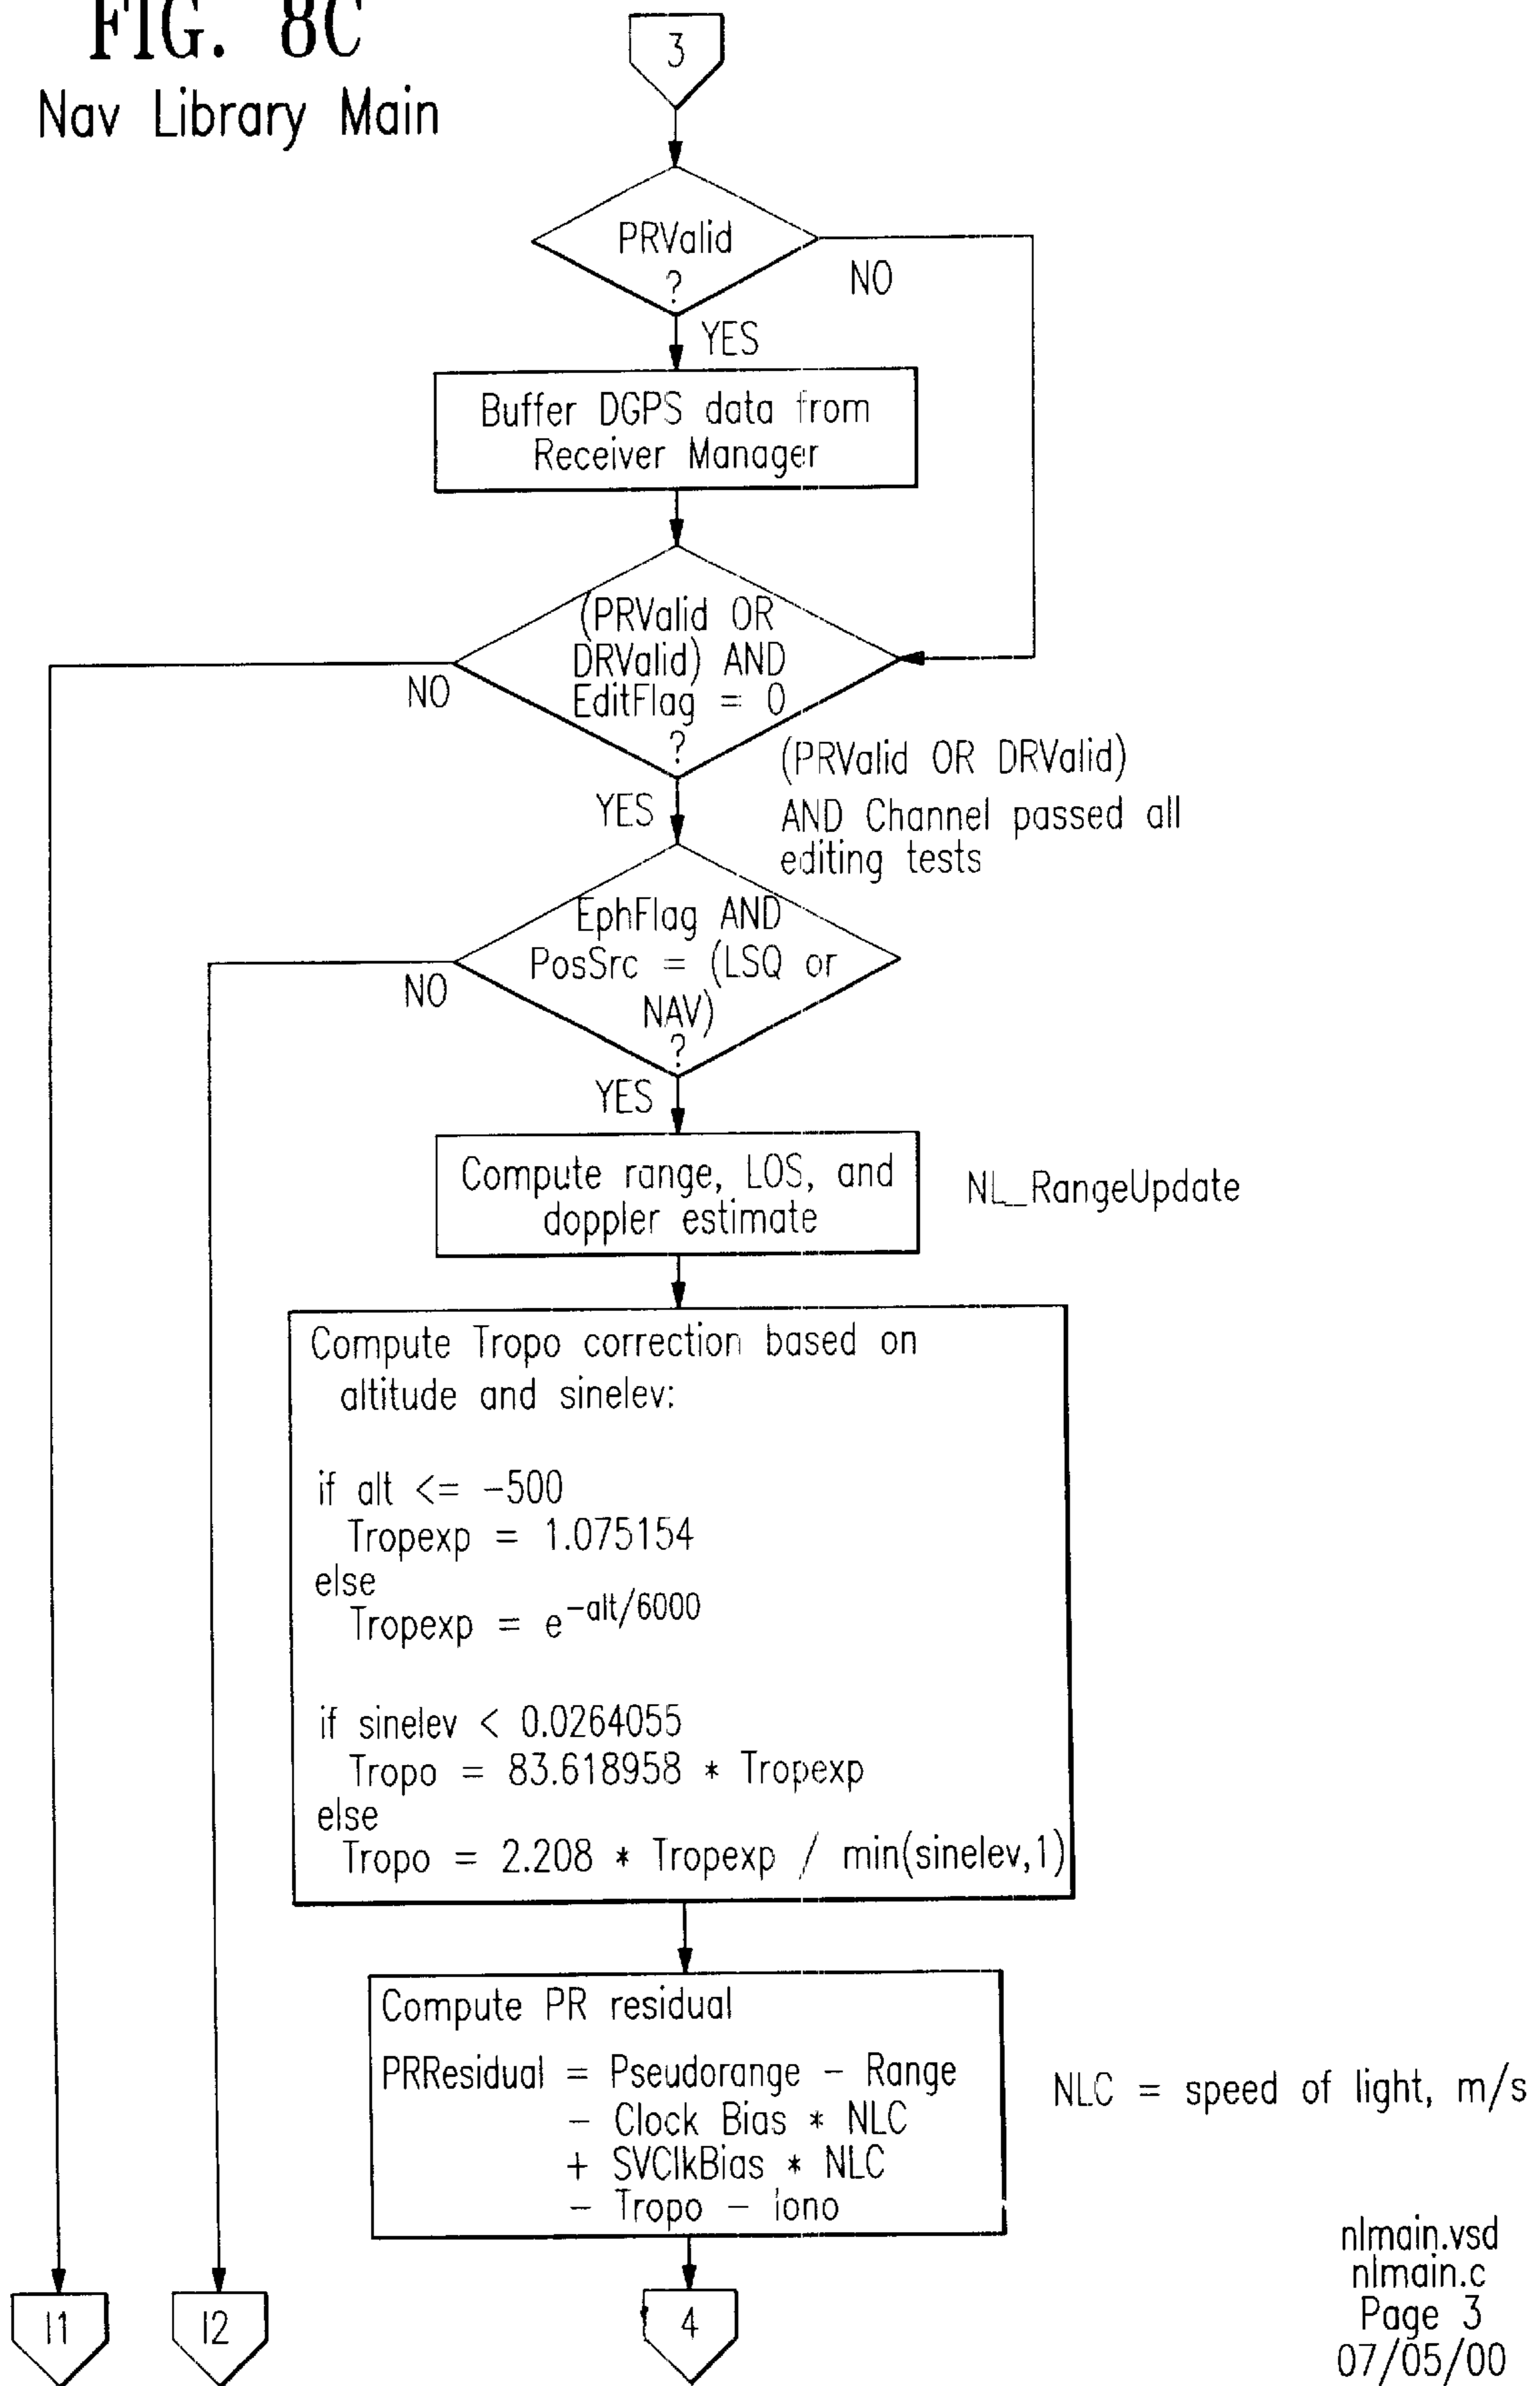 FIG. 8C
Nav Library Main
3
PRValid
?
NO
YES
Buffer DGPS data from
Receiver Manager
(PRValid OR
DRValid) AND
EditFlag = 0
?
NO
(PRValid OR DRValid)
AND Channel passed all
editing tests
YES
EphFlag AND
PosSrc = (LSQ or
NAV)
?
NO
YES
Compute range, LOS, and
doppler estimate
NL_RangeUpdate
Compute Tropo correction based on
altitude and sinelev:
if alt <= -500
Tropexp = 1.075154
else
Tropexp = e^-alt/6000
if sinelev < 0.0264055
Tropo = 83.618958 * Tropexp
else
Tropo = 2.208 * Tropexp / min(sinelev,1)
Compute PR residual
PRResidual = Pseudorange - Range
- Clock Bias * NLC
+ SVClkBias * NLC
- Tropo - iono
NLC = speed of light, m/s
I1
I2
4
nlmain.vsd
nlmain.c
Page 3
07/05/00